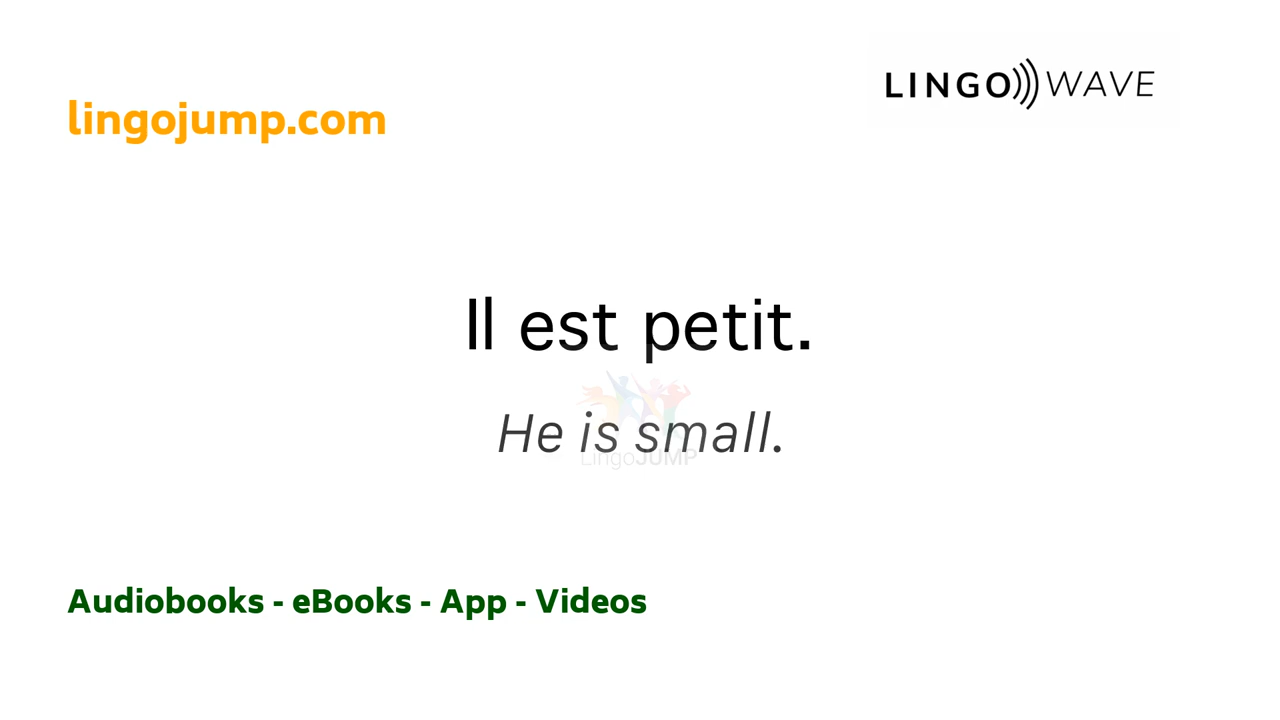 LINGO WAVE
lingojump.com
Il est petit.
He is small.
LingoJUMP
Audiobooks - eBooks - App - Videos